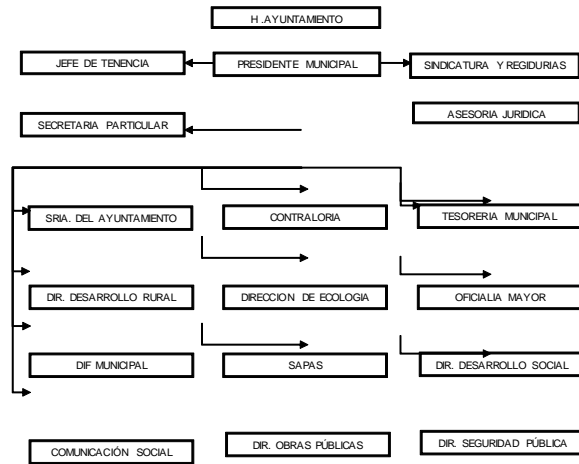 H .AYUNTAMIENTO
JEFE DE TENENCIA
PRESIDENTE MUNICIPAL
SINDICATURA Y REGIDURIAS
ASESORIA JURIDICA
SECRETARIA PARTICULAR
SRIA. DEL AYUNTAMIENTO
CONTRALORIA
TESORERIA MUNICIPAL
DIR. DESARROLLO RURAL
DIRECCION DE ECOLOGIA
OFICIALIA MAYOR
DIF MUNICIPAL
SAPAS
DIR. DESARROLLO SOCIAL
COMUNICACIÓN SOCIAL
DIR. OBRAS PÚBLICAS
DIR. SEGURIDAD PÚBLICA